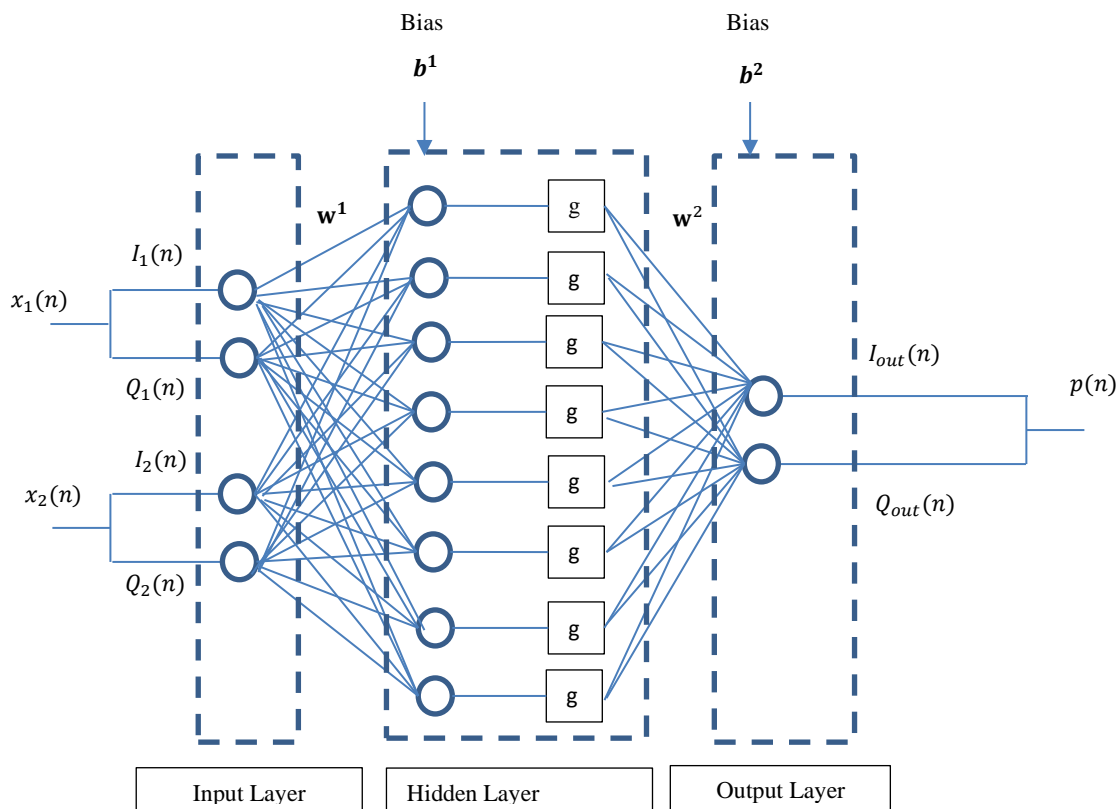 Bias
Bias
b¹
b²
w¹
w²
g
g
g
g
g
g
g
g
I₁(n)
x₁(n)
Q₁(n)
I₂(n)
x₂(n)
Q₂(n)
I_out(n)
p(n)
Q_out(n)
Input Layer
Hidden Layer
Output Layer